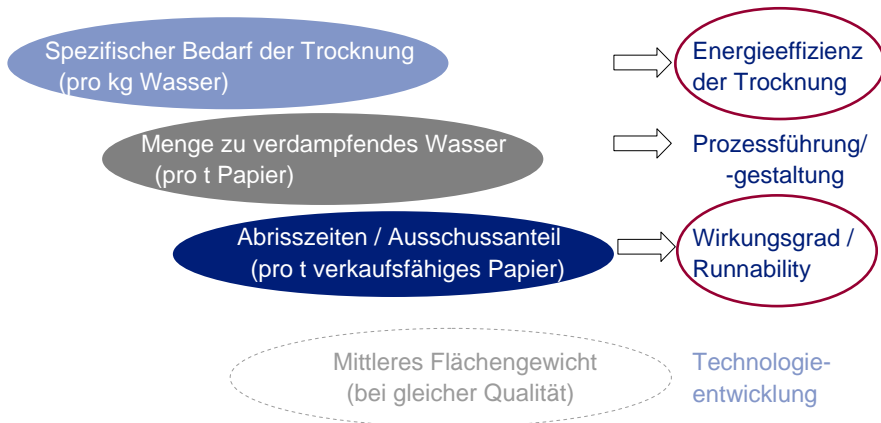 Spezifischer Bedarf der Trocknung
(pro kg Wasser)
Energieeffizienz
der Trocknung
Menge zu verdampfendes Wasser
(pro t Papier)
Prozessführung/
-gestaltung
Abrisszeiten / Ausschussanteil
(pro t verkaufsfähiges Papier)
Wirkungsgrad /
Runnability
Mittleres Flächengewicht
(bei gleicher Qualität)
Technologie-
entwicklung